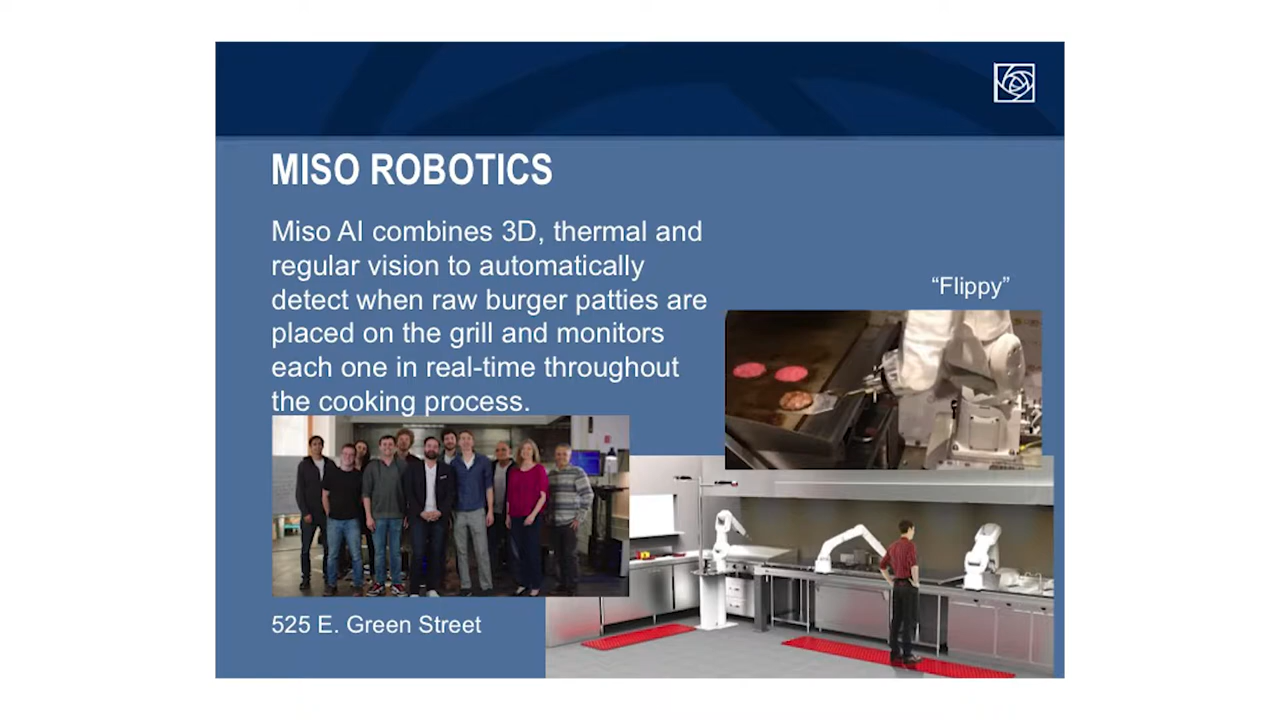 MISO ROBOTICS
Miso AI combines 3D, thermal and
regular vision to automatically
detect when raw burger patties are
placed on the grill and monitors
each one in real-time throughout
the cooking process.
“Flippy”
525 E. Green Street